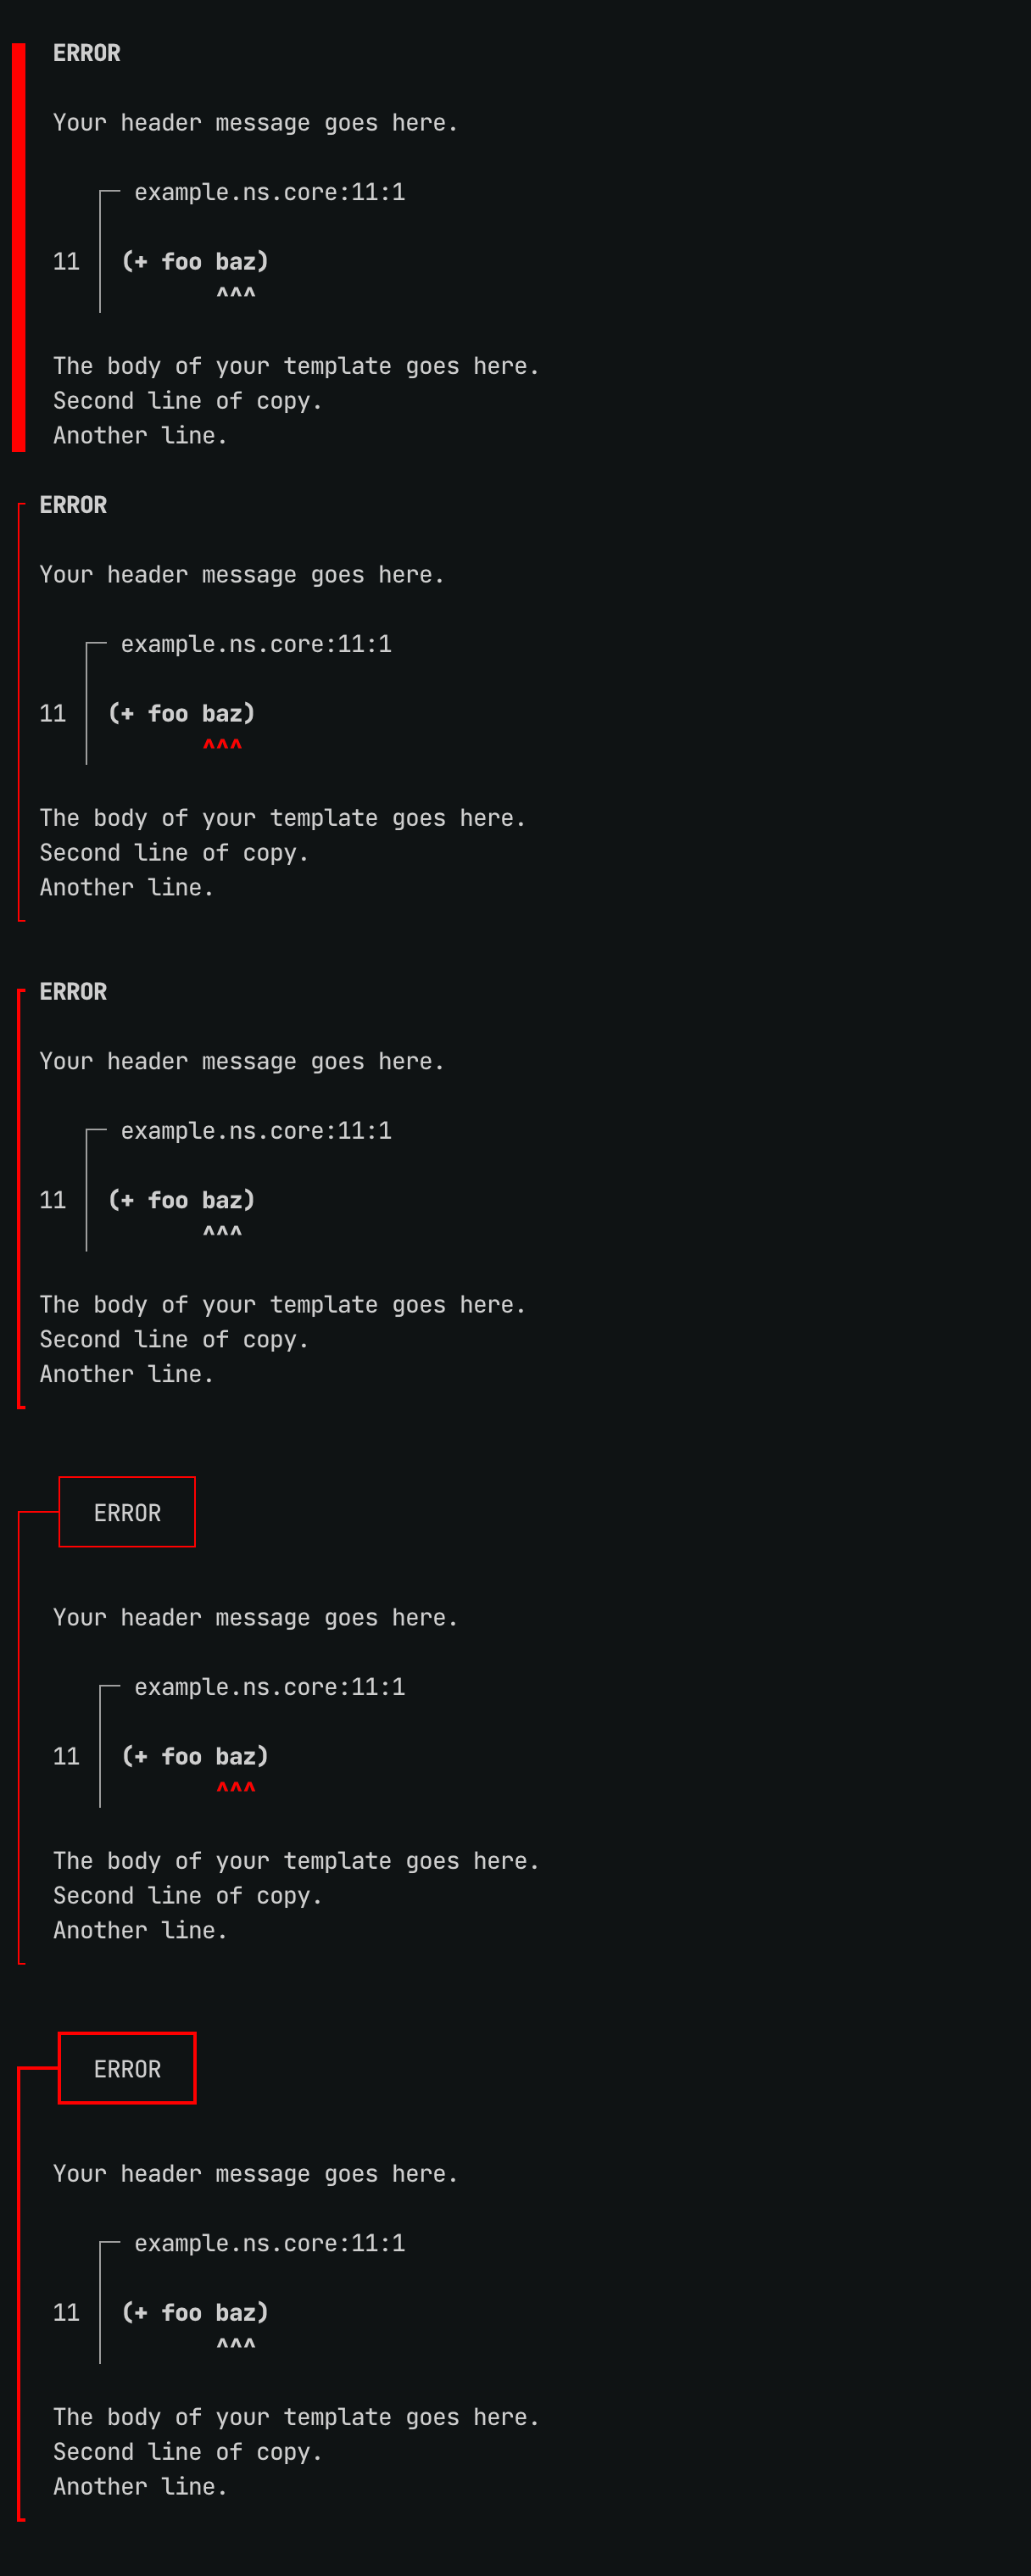 ERROR
Your header message goes here.
example.ns.core:11:1
11 (+ foo baz)
^^^
The body of your template goes here.
Second line of copy.
Another line.
ERROR
Your header message goes here.
example.ns.core:11:1
11 (+ foo baz)
^^^
The body of your template goes here.
Second line of copy.
Another line.
ERROR
Your header message goes here.
example.ns.core:11:1
11 (+ foo baz)
^^^
The body of your template goes here.
Second line of copy.
Another line.
ERROR
Your header message goes here.
example.ns.core:11:1
11 (+ foo baz)
^^^
The body of your template goes here.
Second line of copy.
Another line.
ERROR
Your header message goes here.
example.ns.core:11:1
11 (+ foo baz)
^^^
The body of your template goes here.
Second line of copy.
Another line.